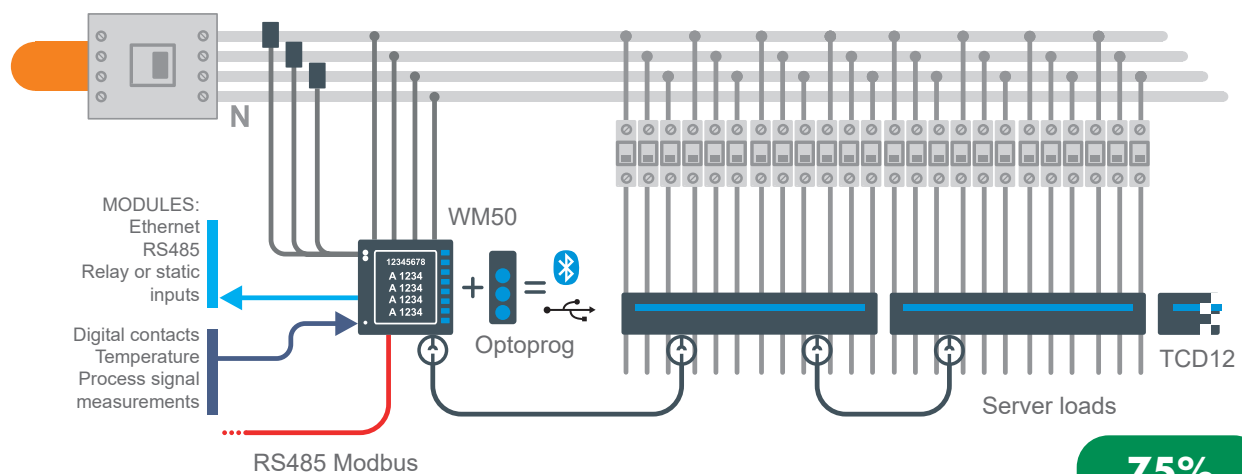 N
MODULES:
Ethernet
RS485
Relay or static
inputs
Digital contacts
Temperature
Process signal
measurements
WM50
12345678
A 1234
A 1234
A 1234
A 1234
+
=
Optoprog
RS485 Modbus
TCD12
Server loads
75%